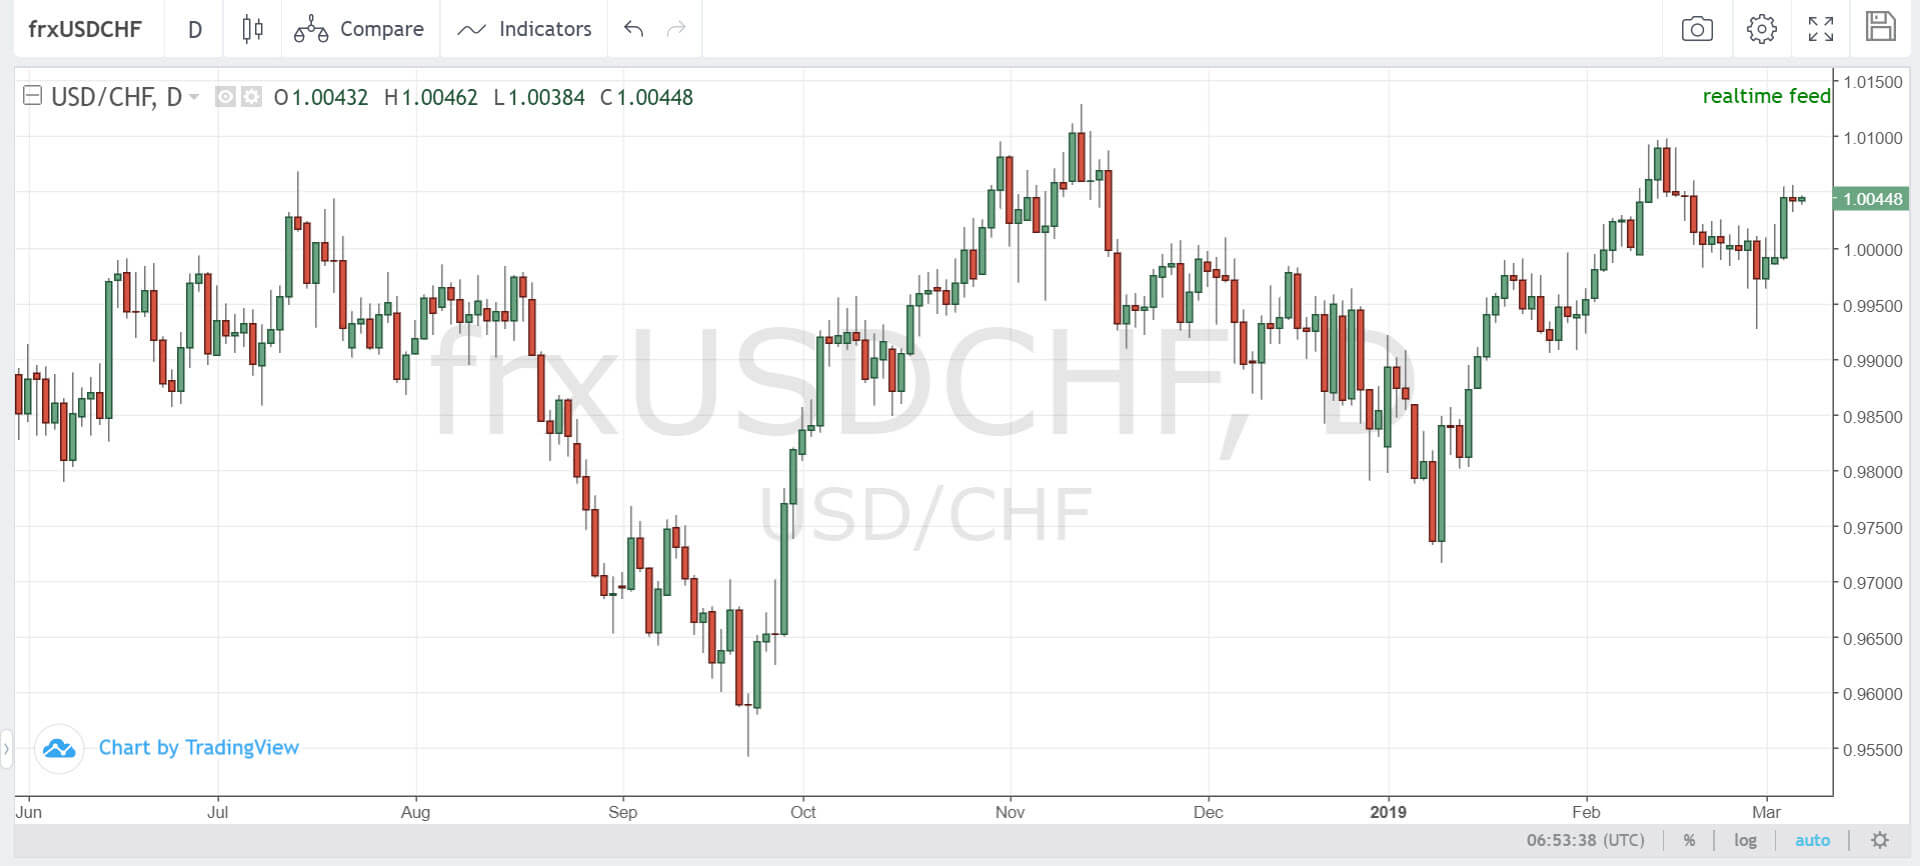 frxUSDCHF D Compare Indicators
USD/CHF, D O1.00432 H1.00462 L1.00384 C1.00448
realtime feed
1.01500
1.01000
1.00448
1.00000
0.99500
0.99000
0.98500
0.98000
0.97500
0.97000
0.96500
0.96000
0.95500
frxUSDCHF, D
USD/CHF
Chart by TradingView
Jun Jul Aug Sep Oct Nov Dec 2019 Feb Mar
06:53:38 (UTC) % log auto